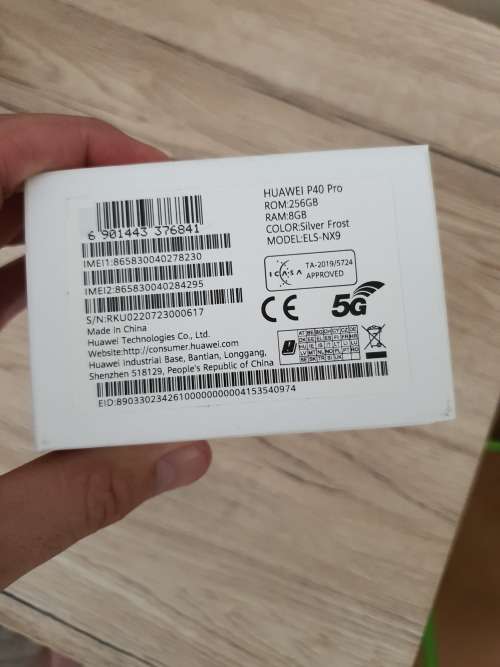 6 901443 376841
IMEI1:865830040278230
IMEI2:865830040284295
S/N:RKU0220723000617
Made in China
Huawei Technologies Co., Ltd.
Website:http://consumer.huawei.com
Huawei Industrial Base, Bantian, Longgang,
Shenzhen 518129, People's Republic of China
EID:89033023426100000000004153540974
HUAWEI P40 Pro
ROM:256GB
RAM:8GB
COLOR:Silver Frost
MODEL:ELS-NX9
ICASA
TA-2019/5724
APPROVED
CE
5G